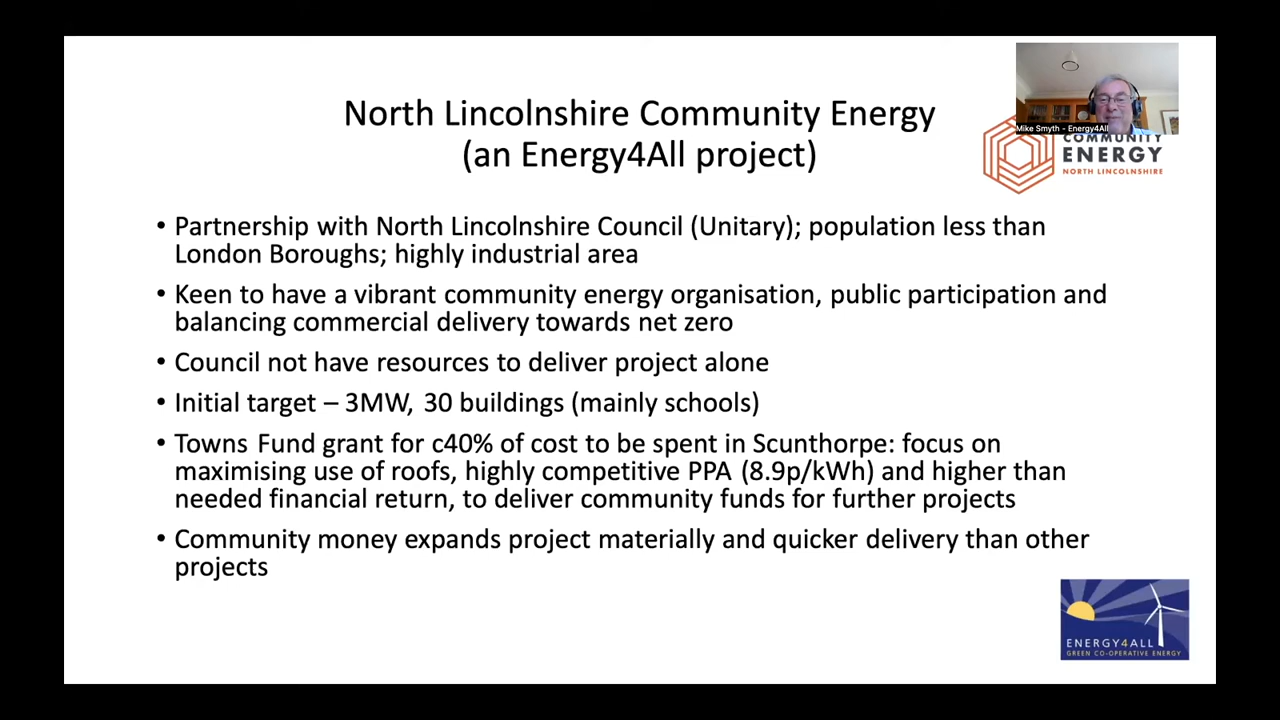 North Lincolnshire Community Energy
(an Energy4All project)
Mike Smyth - Energy4All
COMMUNITY
ENERGY
NORTH LINCOLNSHIRE
• Partnership with North Lincolnshire Council (Unitary); population less than
London Boroughs; highly industrial area
• Keen to have a vibrant community energy organisation, public participation and
balancing commercial delivery towards net zero
• Council not have resources to deliver project alone
• Initial target – 3MW, 30 buildings (mainly schools)
• Towns Fund grant for c40% of cost to be spent in Scunthorpe: focus on
maximising use of roofs, highly competitive PPA (8.9p/kWh) and higher than
needed financial return, to deliver community funds for further projects
• Community money expands project materially and quicker delivery than other
projects
ENERGY4ALL
GREEN CO-OPERATIVE ENERGY